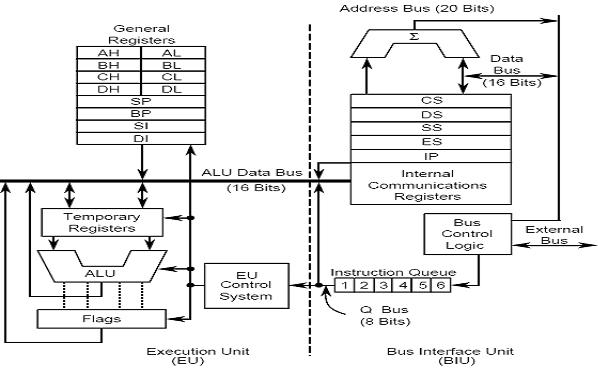 Address Bus (20 Bits)
General
Registers
Σ
AH AL
BH BL
CH CL
DH DL
SP
BP
SI
DI
Data
Bus
(16 Bits)
CS
DS
SS
ES
IP
Internal
Communications
Registers
ALU Data Bus
(16 Bits)
Temporary
Registers
Bus
Control
Logic
External
Bus
ALU
EU
Control
System
Instruction Queue
1 2 3 4 5 6
Flags
Q Bus
(8 Bits)
Execution Unit
(EU)
Bus Interface Unit
(BIU)